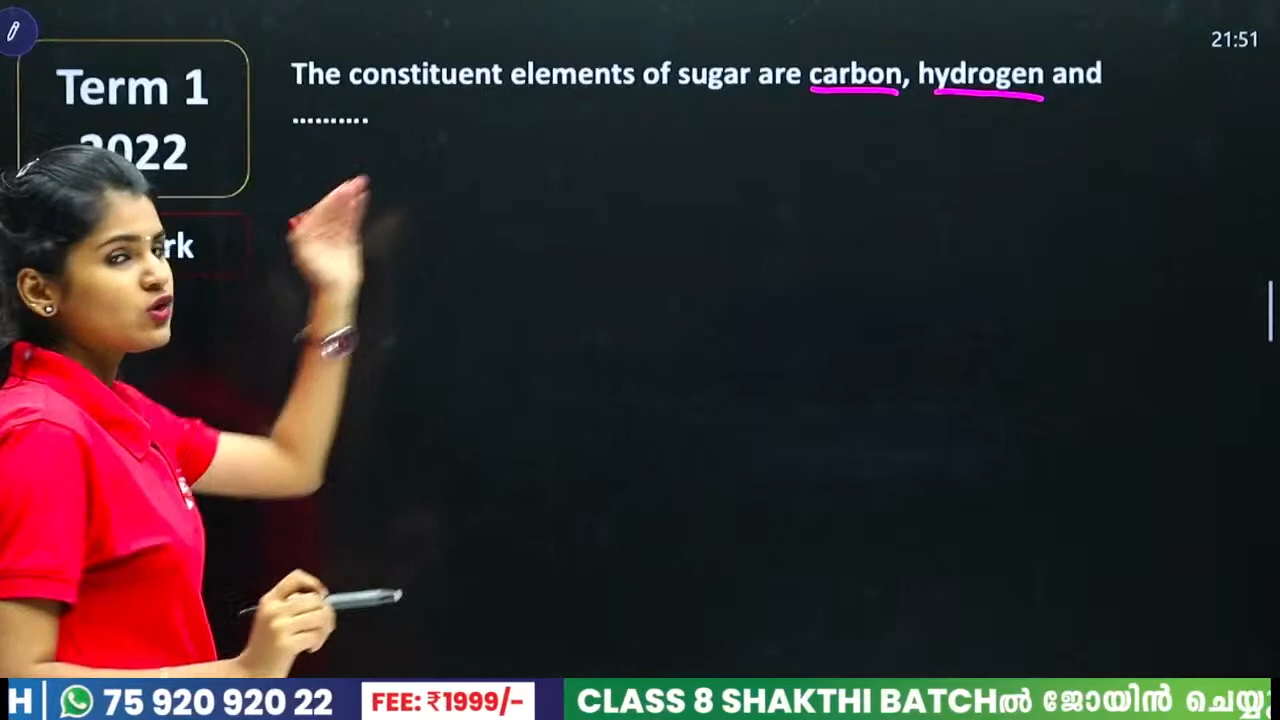 21:51
Term 1
2022
The constituent elements of sugar are carbon, hydrogen and
..........
H | 75 920 920 22 FEE: ₹1999/- CLASS 8 SHAKTHI BATCHൽ ജോയിൻ ചെയ്യു